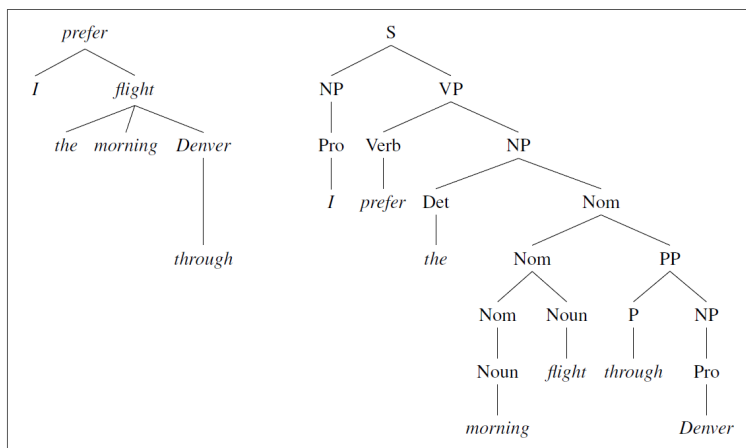 prefer S
I flight NP VP
the morning Denver Pro Verb NP
I prefer Det Nom
through the Nom PP
Nom Noun P NP
Noun flight through Pro
morning Denver